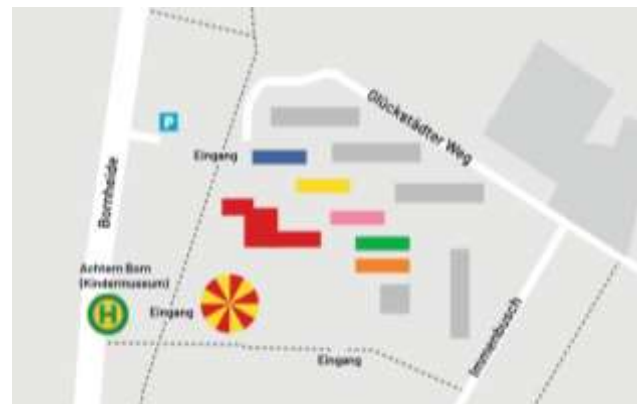 Glückstädter Weg
P
Eingang
Bornheide
Achtern Born
(Kindermuseum)
H
Eingang
Eingang
Immenbusch